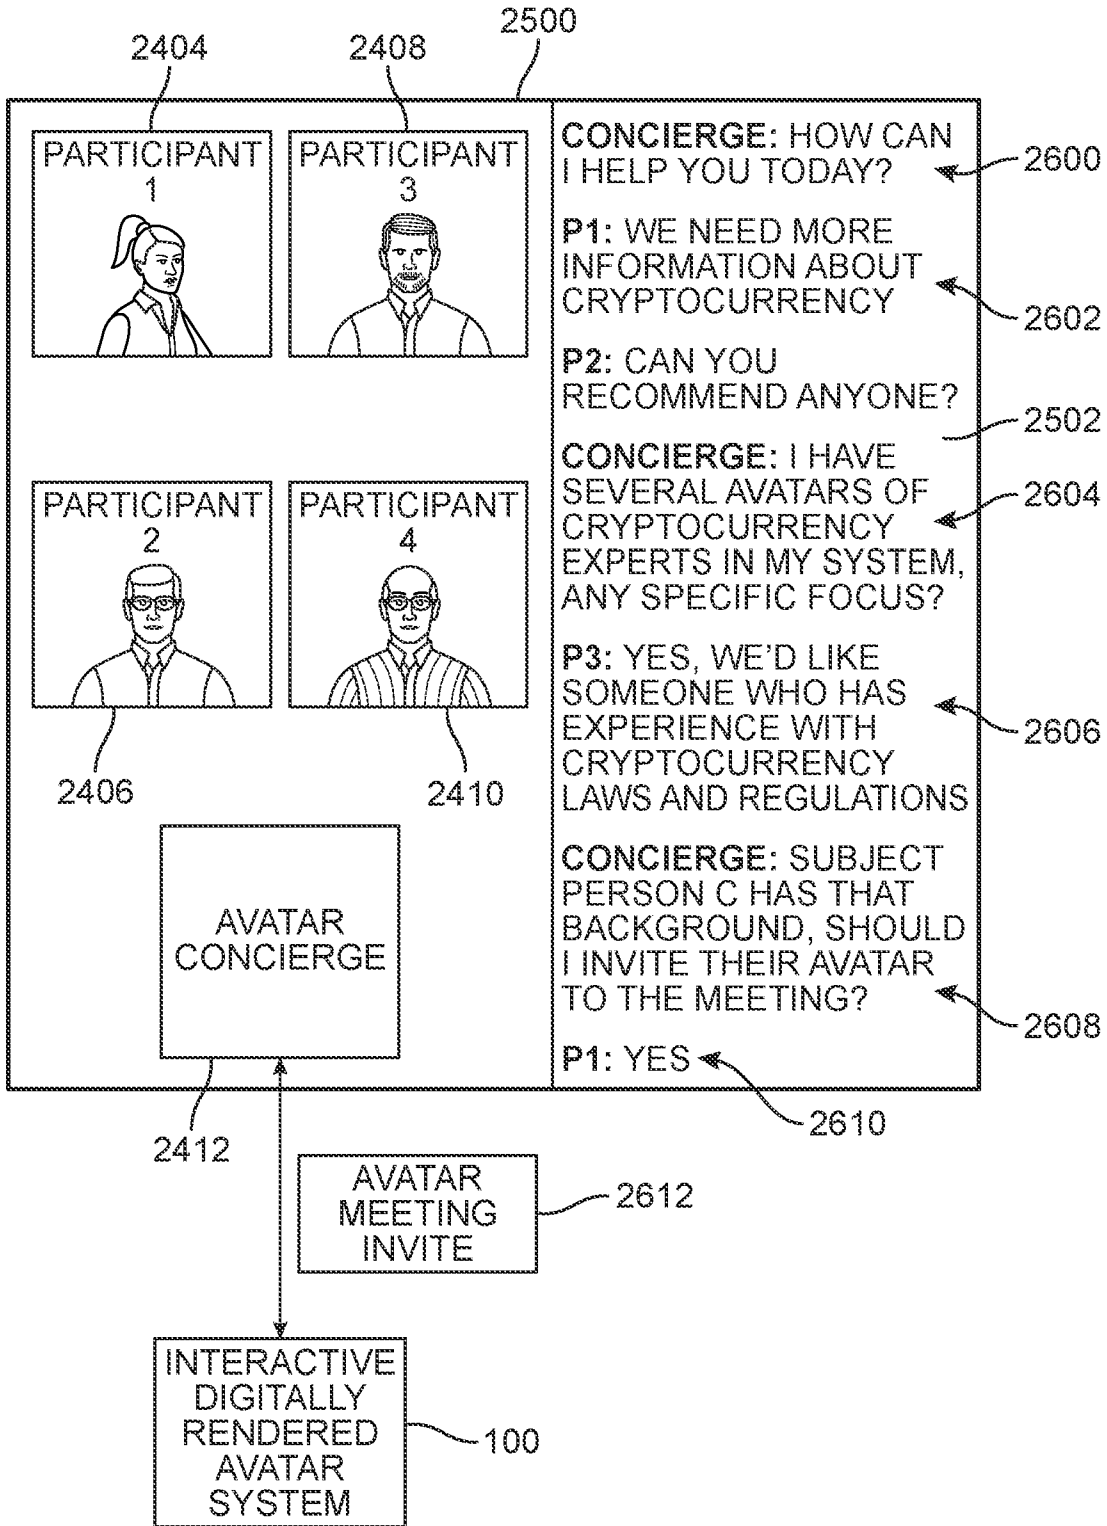 2500
2404
2408
PARTICIPANT
1
PARTICIPANT
3
PARTICIPANT
2
PARTICIPANT
4
2406
2410
AVATAR
CONCIERGE
2412
CONCIERGE: HOW CAN
I HELP YOU TODAY?
2600
P1: WE NEED MORE
INFORMATION ABOUT
CRYPTOCURRENCY
2602
P2: CAN YOU
RECOMMEND ANYONE?
2502
CONCIERGE: I HAVE
SEVERAL AVATARS OF
CRYPTOCURRENCY
EXPERTS IN MY SYSTEM,
ANY SPECIFIC FOCUS?
2604
P3: YES, WE'D LIKE
SOMEONE WHO HAS
EXPERIENCE WITH
CRYPTOCURRENCY
LAWS AND REGULATIONS
2606
CONCIERGE: SUBJECT
PERSON C HAS THAT
BACKGROUND, SHOULD
I INVITE THEIR AVATAR
TO THE MEETING?
2608
P1: YES
2610
AVATAR
MEETING
INVITE
2612
INTERACTIVE
DIGITALLY
RENDERED
AVATAR
SYSTEM
100